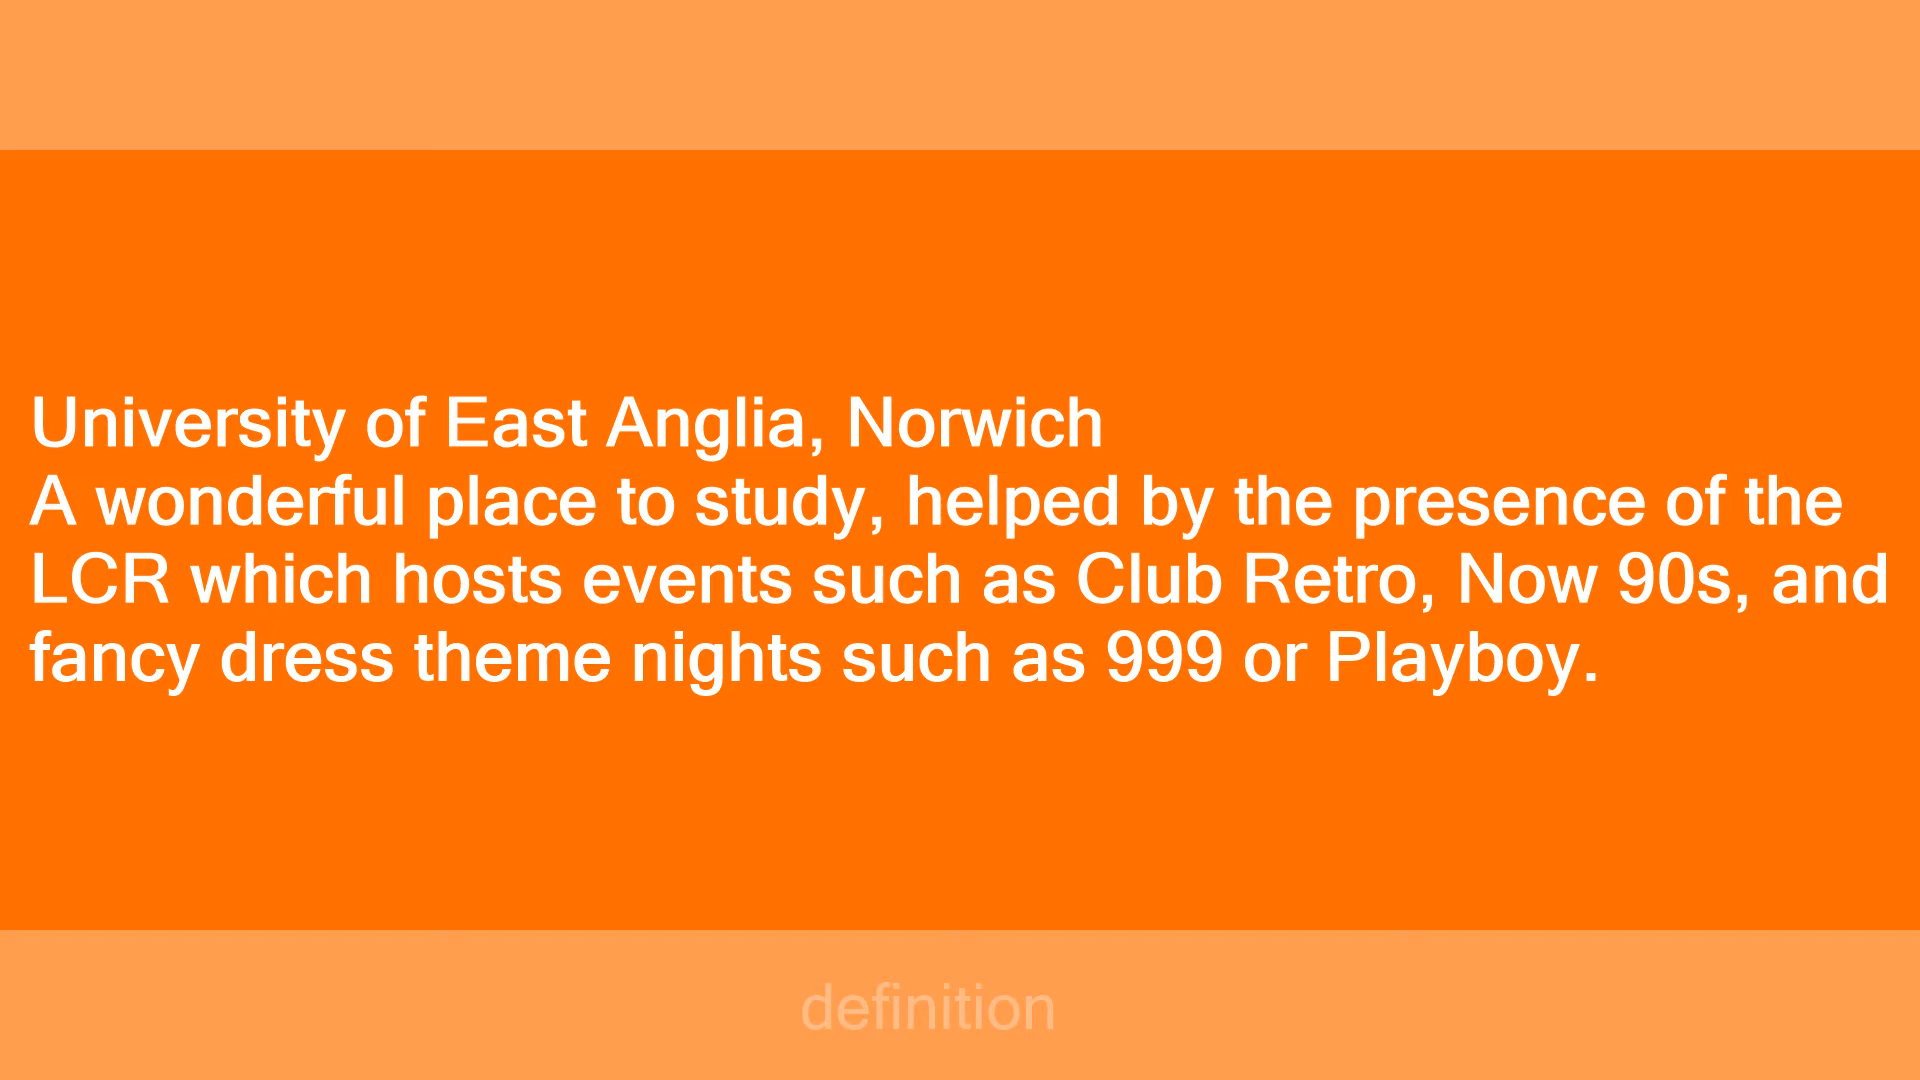 University of East Anglia, Norwich
A wonderful place to study, helped by the presence of the
LCR which hosts events such as Club Retro, Now 90s, and
fancy dress theme nights such as 999 or Playboy.
definition